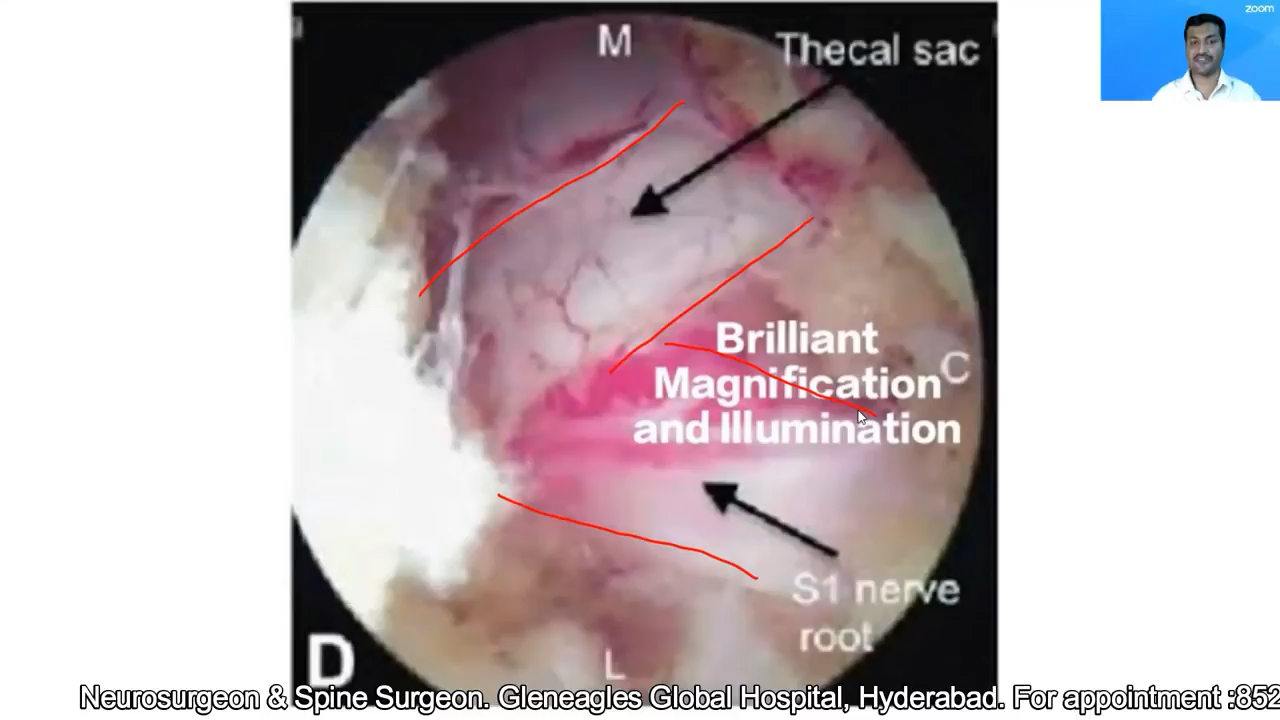 zoom
M
Thecal sac
Brilliant
Magnification
and Illumination
C
S1 nerve
root
D
L
Neurosurgeon & Spine Surgeon. Gleneagles Global Hospital, Hyderabad. For appointment :852